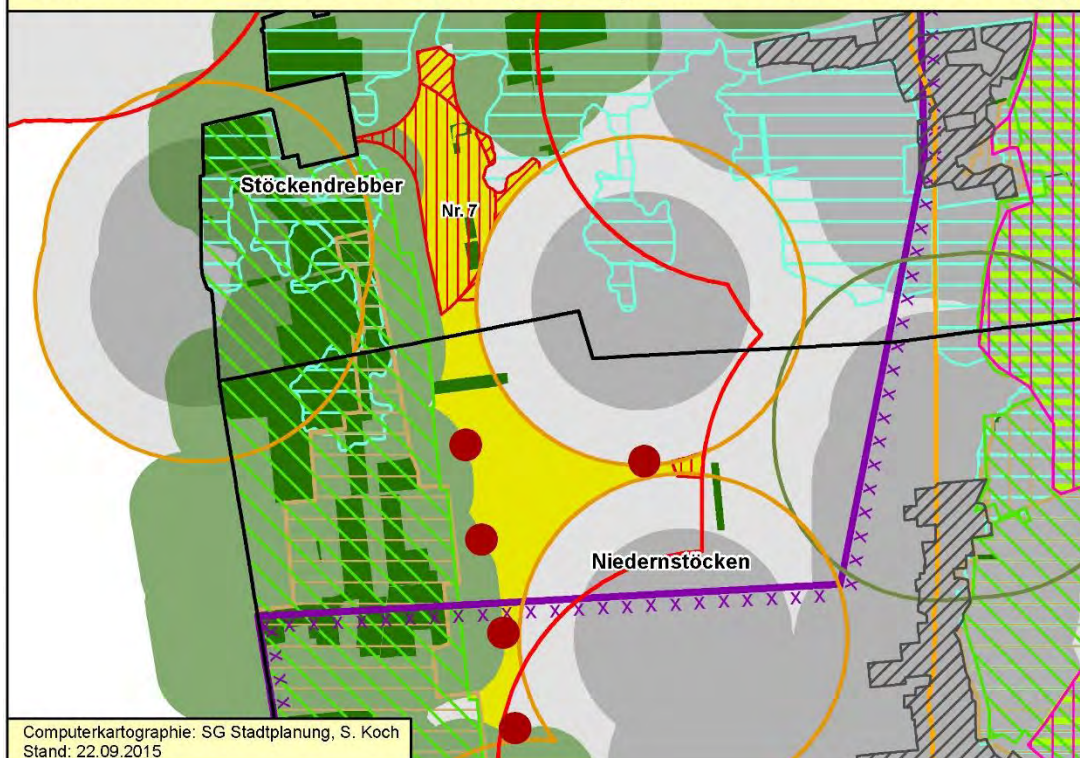 Stöckendrebber
Nr. 7
Niedernstöcken
Computerkartographie: SG Stadtplanung, S. Koch
Stand: 22.09.2015